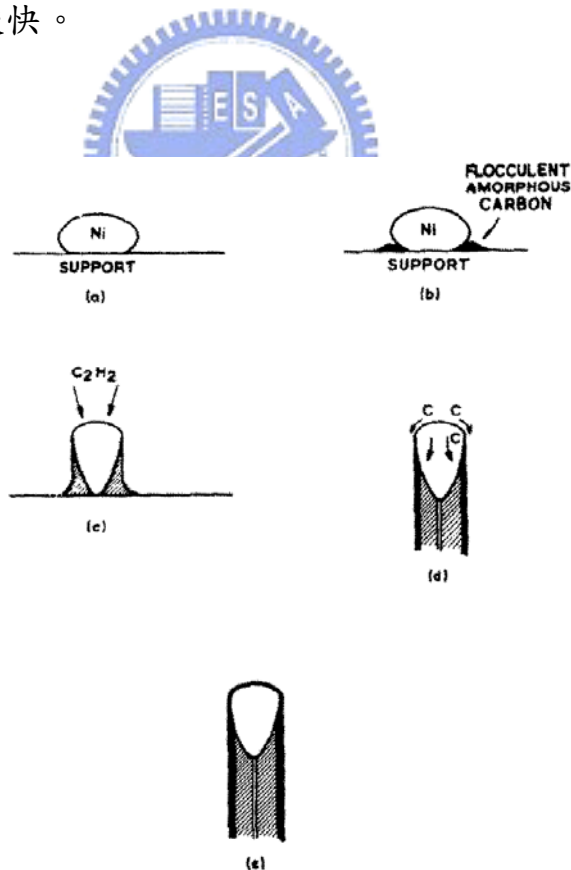 快。
E S A
FLOCCULENT
AMORPHOUS
CARBON
Ni
Ni
SUPPORT
SUPPORT
(a)
(b)
C2H2
C C
C
(c)
(d)
(e)